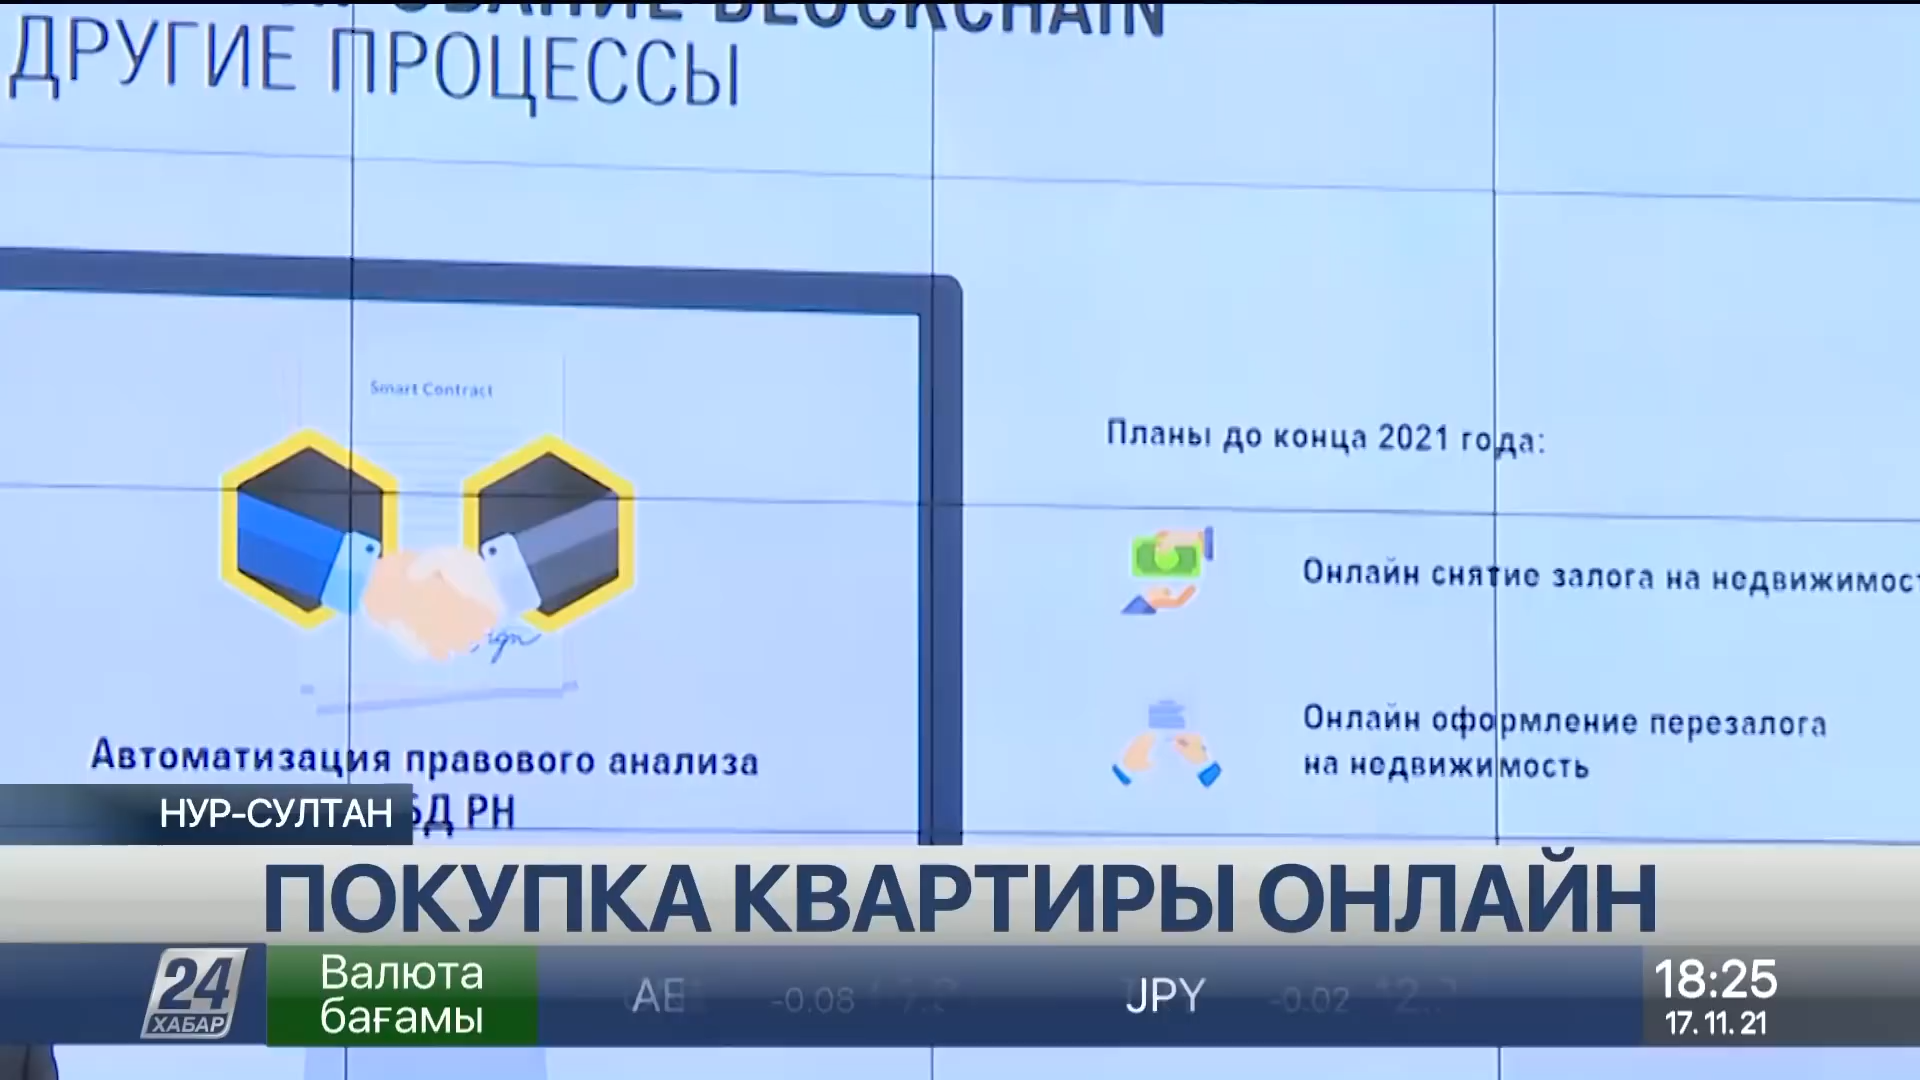 BLOCKCHAIN
ДРУГИЕ ПРОЦЕССЫ
Smart Contract
Планы до конца 2021 года:
Онлайн снятие залога на недвижимост
Онлайн оформление перезалога
на недвижимость
Автоматизация правового анализа
БД РН
НУР-СУЛТАН
ПОКУПКА КВАРТИРЫ ОНЛАЙН
24
ХАБАР
Валюта
бағамы
JPY
-0.08
-0.02
18:25
17.11.21